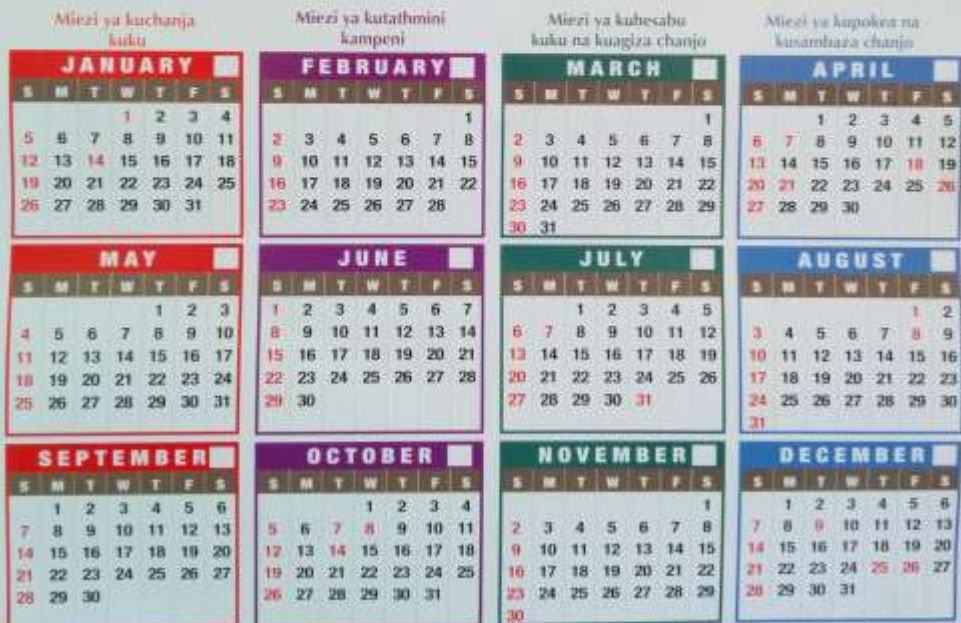 Miezi ya kuchanja
kuku
Miezi ya kutathmini
kampeni
Miezi ya kuhesabu
kuku na kuagiza chanjo
Miezi ya kupokea na
kusambaza chanjo
JANUARY
S M T W T F S
1 2 3 4
5 6 7 8 9 10 11
12 13 14 15 16 17 18
19 20 21 22 23 24 25
26 27 28 29 30 31
FEBRUARY
S M T W T F S
1
2 3 4 5 6 7 8
9 10 11 12 13 14 15
16 17 18 19 20 21 22
23 24 25 26 27 28
MARCH
S M T W T F S
1
2 3 4 5 6 7 8
9 10 11 12 13 14 15
16 17 18 19 20 21 22
23 24 25 26 27 28 29
30 31
APRIL
S M T W T F S
1 2 3 4 5
6 7 8 9 10 11 12
13 14 15 16 17 18 19
20 21 22 23 24 25 26
27 28 29 30
MAY
S M T W T F S
1 2 3
4 5 6 7 8 9 10
11 12 13 14 15 16 17
18 19 20 21 22 23 24
25 26 27 28 29 30 31
JUNE
S M T W T F S
1 2 3 4 5 6 7
8 9 10 11 12 13 14
15 16 17 18 19 20 21
22 23 24 25 26 27 28
29 30
JULY
S M T W T F S
1 2 3 4 5
6 7 8 9 10 11 12
13 14 15 16 17 18 19
20 21 22 23 24 25 26
27 28 29 30 31
AUGUST
S M T W T F S
1 2
3 4 5 6 7 8 9
10 11 12 13 14 15 16
17 18 19 20 21 22 23
24 25 26 27 28 29 30
31
SEPTEMBER
S M T W T F S
1 2 3 4 5 6
7 8 9 10 11 12 13
14 15 16 17 18 19 20
21 22 23 24 25 26 27
28 29 30
OCTOBER
S M T W T F S
1 2 3 4
5 6 7 8 9 10 11
12 13 14 15 16 17 18
19 20 21 22 23 24 25
26 27 28 29 30 31
NOVEMBER
S M T W T F S
1
2 3 4 5 6 7 8
9 10 11 12 13 14 15
16 17 18 19 20 21 22
23 24 25 26 27 28 29
30
DECEMBER
S M T W T F S
1 2 3 4 5 6
7 8 9 10 11 12 13
14 15 16 17 18 19 20
21 22 23 24 25 26 27
28 29 30 31